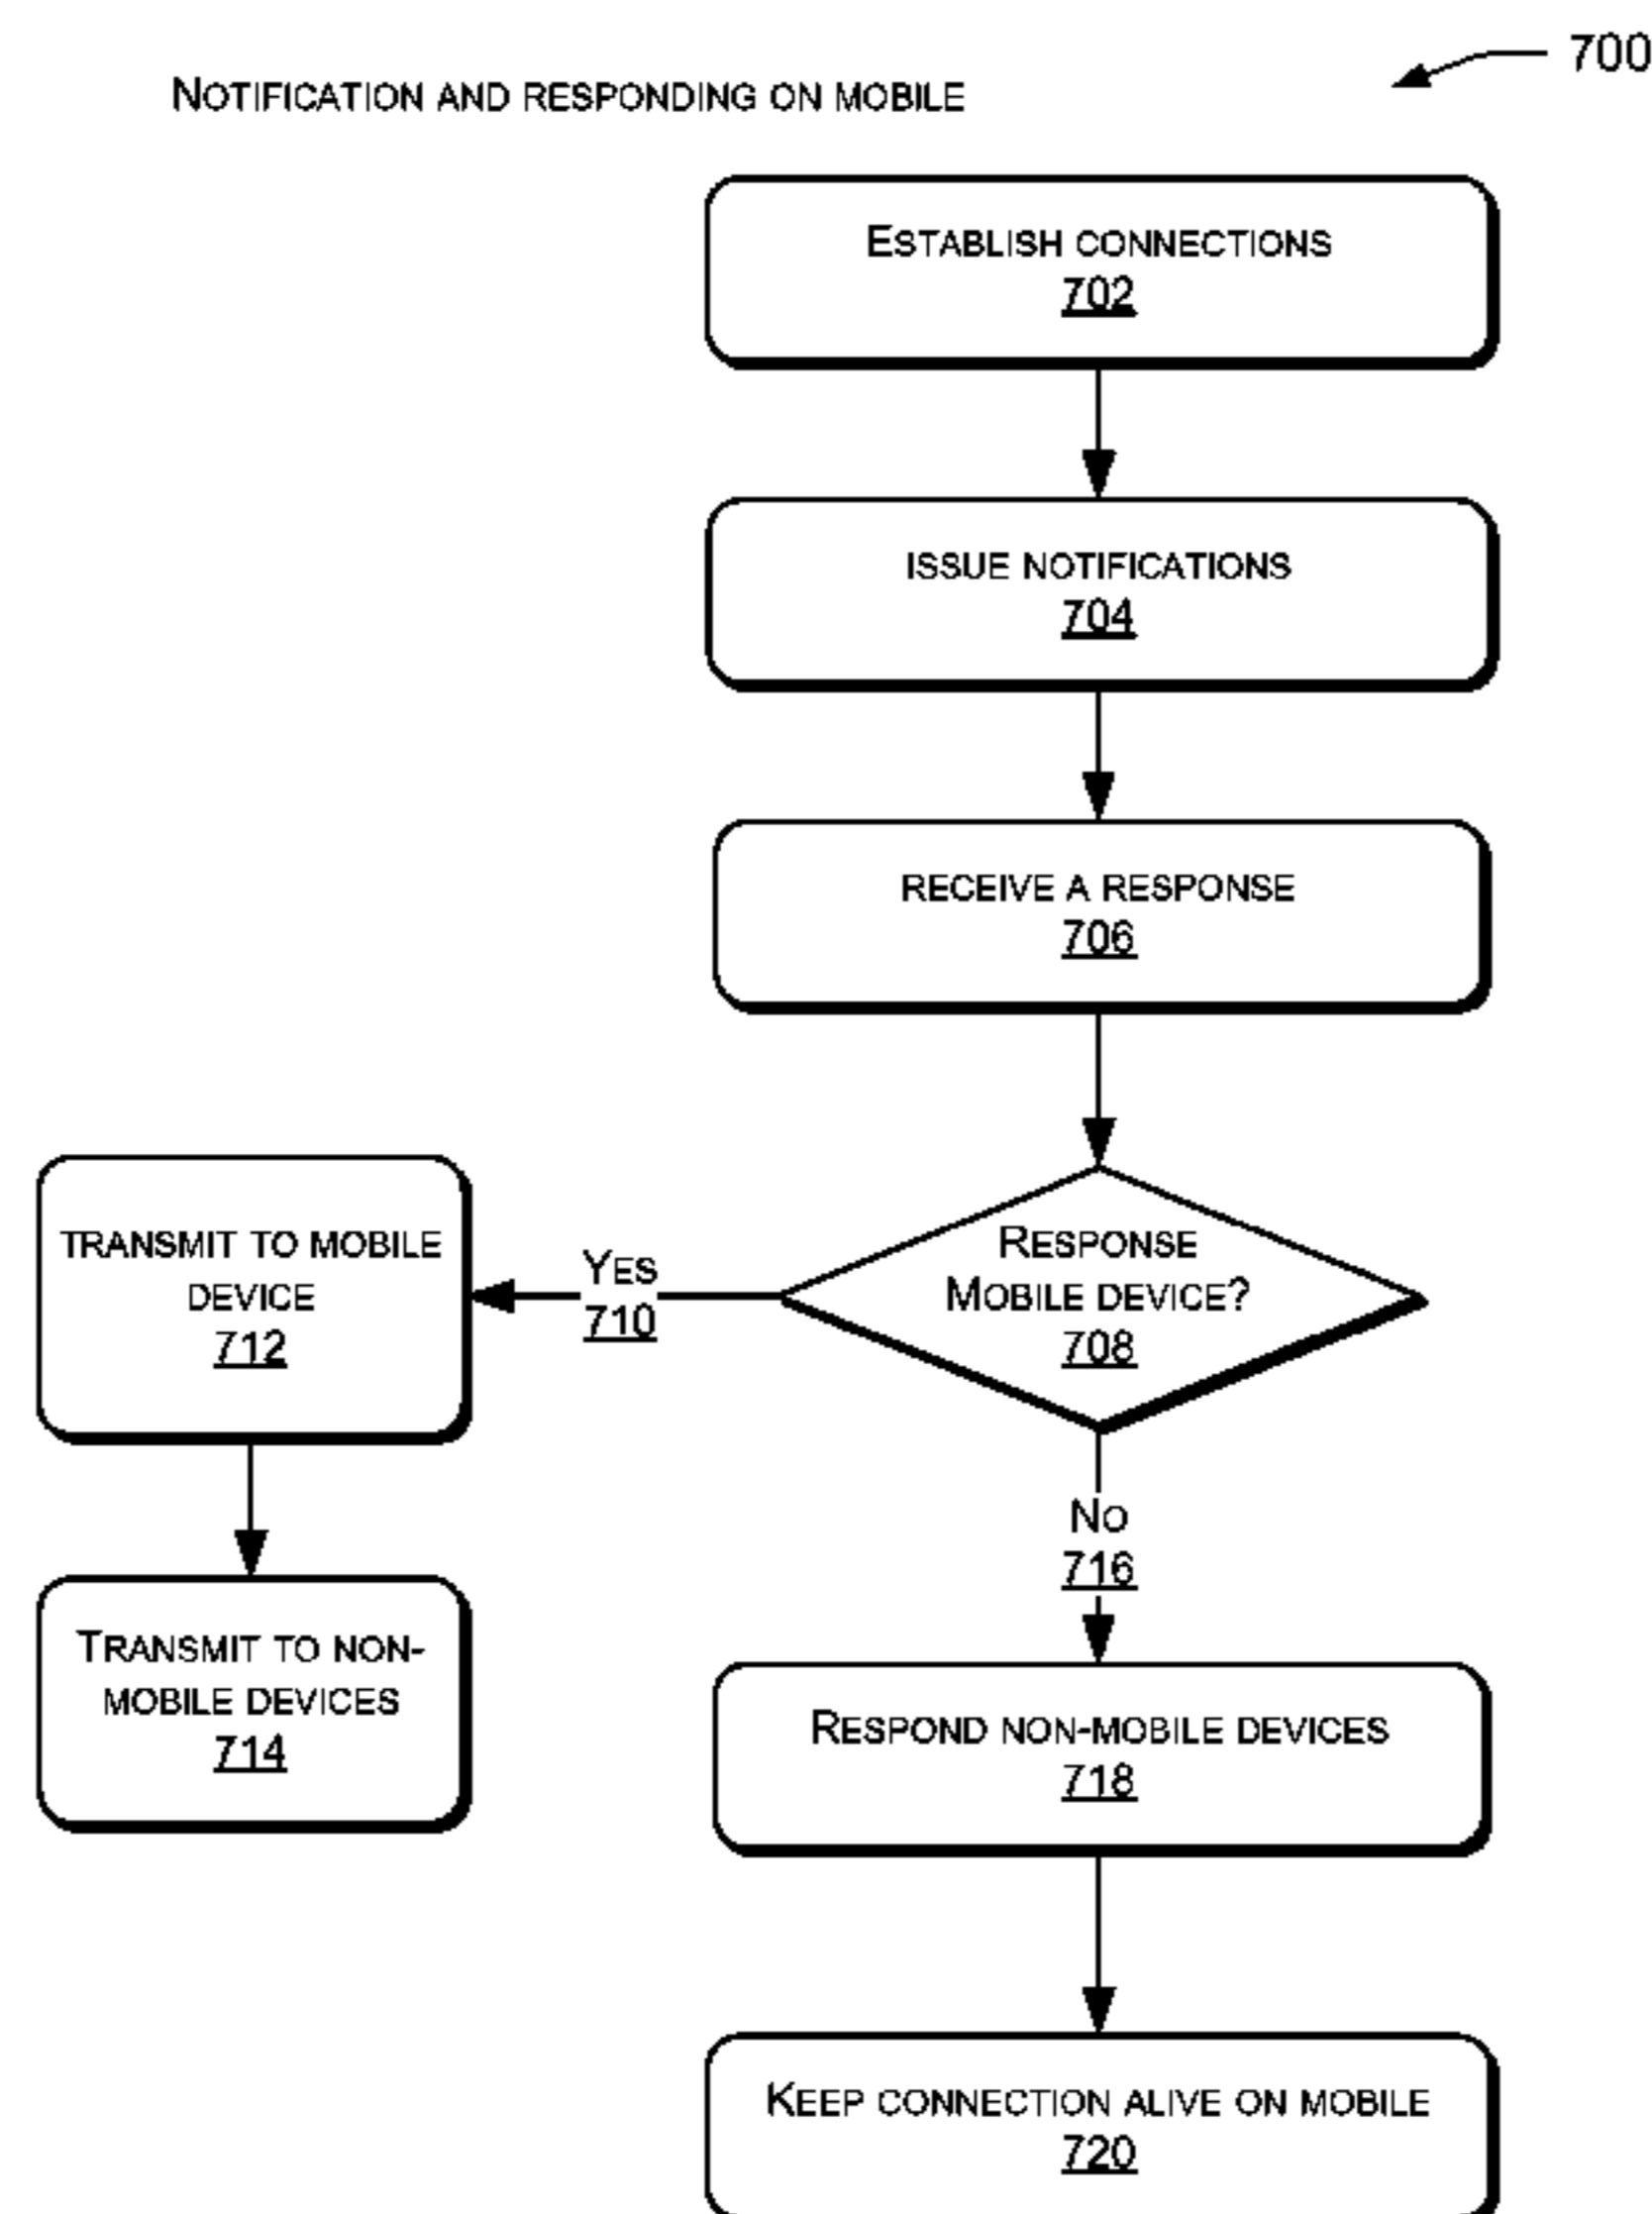 700
NOTIFICATION AND RESPONDING ON MOBILE
ESTABLISH CONNECTIONS
702
ISSUE NOTIFICATIONS
704
RECEIVE A RESPONSE
706
RESPONSE
MOBILE DEVICE?
708
YES
710
TRANSMIT TO MOBILE
DEVICE
712
TRANSMIT TO NON-
MOBILE DEVICES
714
NO
716
RESPOND NON-MOBILE DEVICES
718
KEEP CONNECTION ALIVE ON MOBILE
720